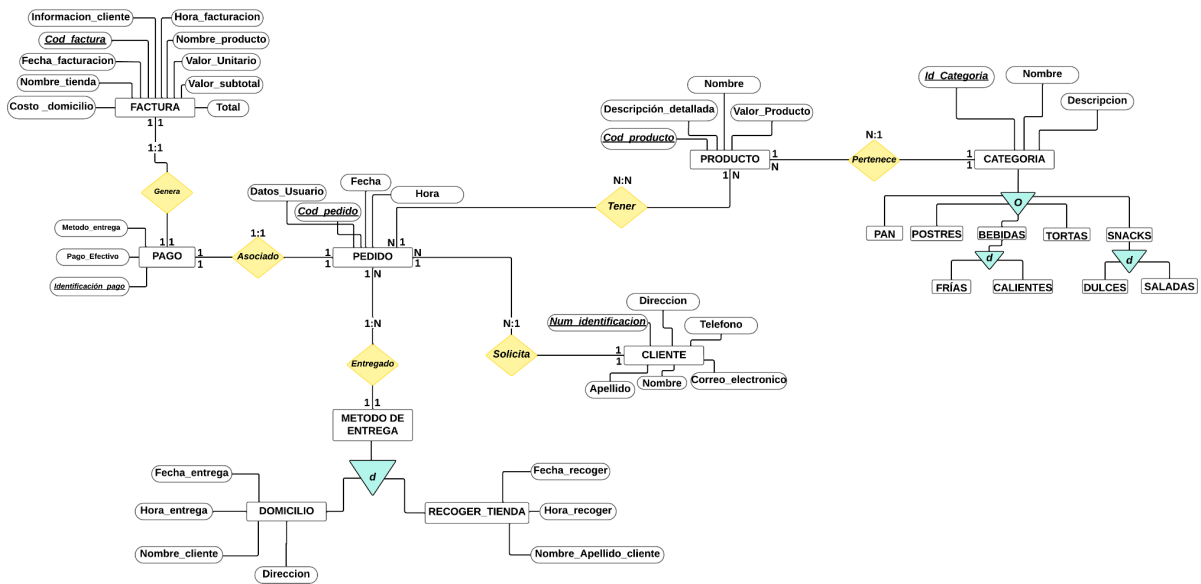 Informacion_cliente
Hora_facturacion
Cod_factura
Nombre_producto
Fecha_facturacion
Valor_Unitario
Nombre_tienda
Valor_subtotal
Costo _domicilio
FACTURA
Total
1 1
1:1
Genera
Metodo_entrega
Pago_Efectivo
Identificación_pago
1 1
PAGO
1
1
1:1
Asociado
1
1
Datos_Usuario
Fecha
Hora
Cod_pedido
N 1
PEDIDO
N
1
1 N
N:N
Tener
Nombre
Descripción_detallada
Valor_Producto
Cod_producto
PRODUCTO
1
N
1 N
N:1
Pertenece
1
1
Id_Categoria
Nombre
Descripcion
CATEGORIA
O
PAN
POSTRES
BEBIDAS
TORTAS
SNACKS
d
d
FRÍAS
CALIENTES
DULCES
SALADAS
N:1
Solicita
1
1
Direccion
Num_identificacion
Telefono
CLIENTE
Apellido
Nombre
Correo_electronico
1:N
Entregado
1 1
METODO DE
ENTREGA
d
Fecha_entrega
Hora_entrega
DOMICILIO
Nombre_cliente
Direccion
Fecha_recoger
RECOGER_TIENDA
Hora_recoger
Nombre_Apellido_cliente